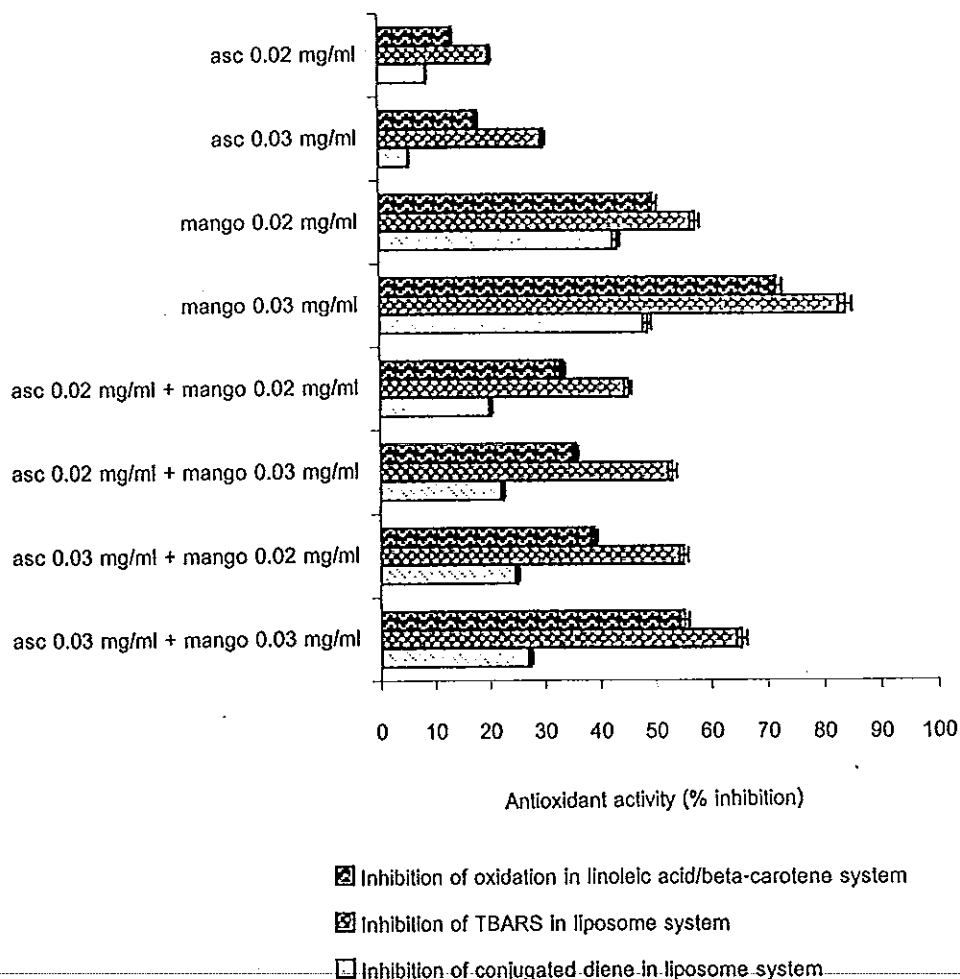 asc 0.02 mg/ml
asc 0.03 mg/ml
mango 0.02 mg/ml
mango 0.03 mg/ml
asc 0.02 mg/ml + mango 0.02 mg/ml
asc 0.02 mg/ml + mango 0.03 mg/ml
asc 0.03 mg/ml + mango 0.02 mg/ml
asc 0.03 mg/ml + mango 0.03 mg/ml
0 10 20 30 40 50 60 70 80 90 100
Antioxidant activity (% inhibition)
Inhibition of oxidation in linoleic acid/beta-carotene system
Inhibition of TBARS in liposome system
Inhibition of conjugated diene in liposome system